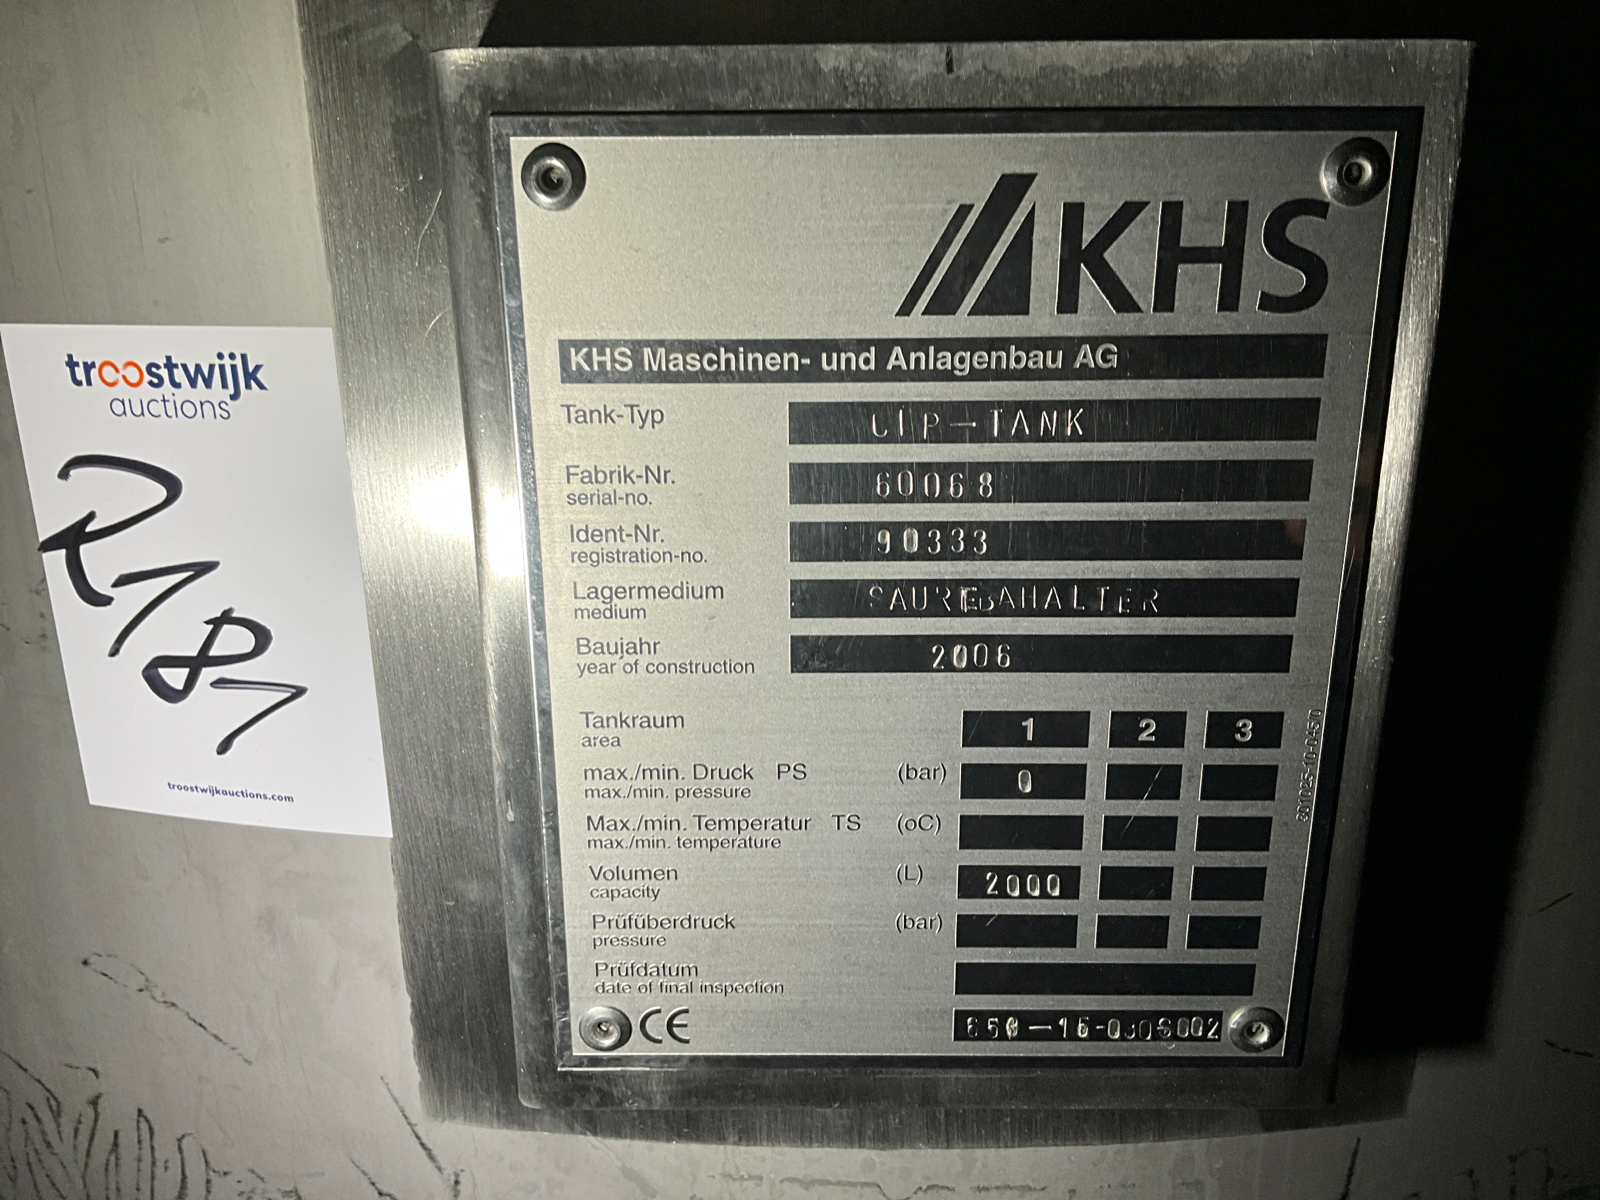 troostwijk
auctions
troostwijkauctions.com
KHS
KHS Maschinen- und Anlagenbau AG
Tank-Typ CIP-TANK
Fabrik-Nr. 60068
serial-no.
Ident-Nr. 90333
registration-no.
Lagermedium
medium
Baujahr 2006
year of construction
Tankraum 1 2 3
area
max./min. Druck PS (bar) 0
max./min. pressure
Max./min. Temperatur TS (oC)
max./min. temperature
Volumen (L) 2000
capacity
Prüfüberdruck (bar)
pressure
Prüfdatum
date of final inspection
CE